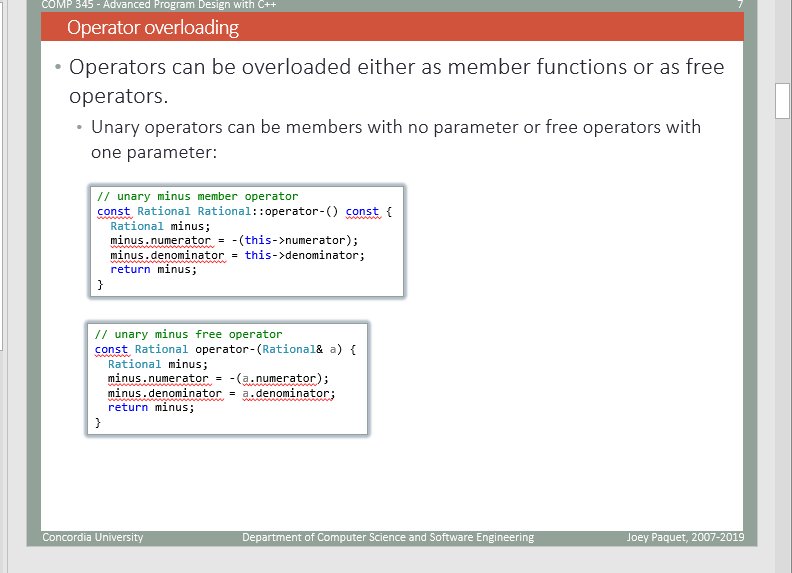 COMP 345 - Advanced Program Design with C++ 7
Operator overloading
• Operators can be overloaded either as member functions or as free
operators.
• Unary operators can be members with no parameter or free operators with
one parameter:
// unary minus member operator
const Rational Rational::operator-() const {
Rational minus;
minus.numerator = -(this->numerator);
minus.denominator = this->denominator;
return minus;
}
// unary minus free operator
const Rational operator-(Rational& a) {
Rational minus;
minus.numerator = -(a.numerator);
minus.denominator = a.denominator;
return minus;
}
Concordia University Department of Computer Science and Software Engineering Joey Paquet, 2007-2019